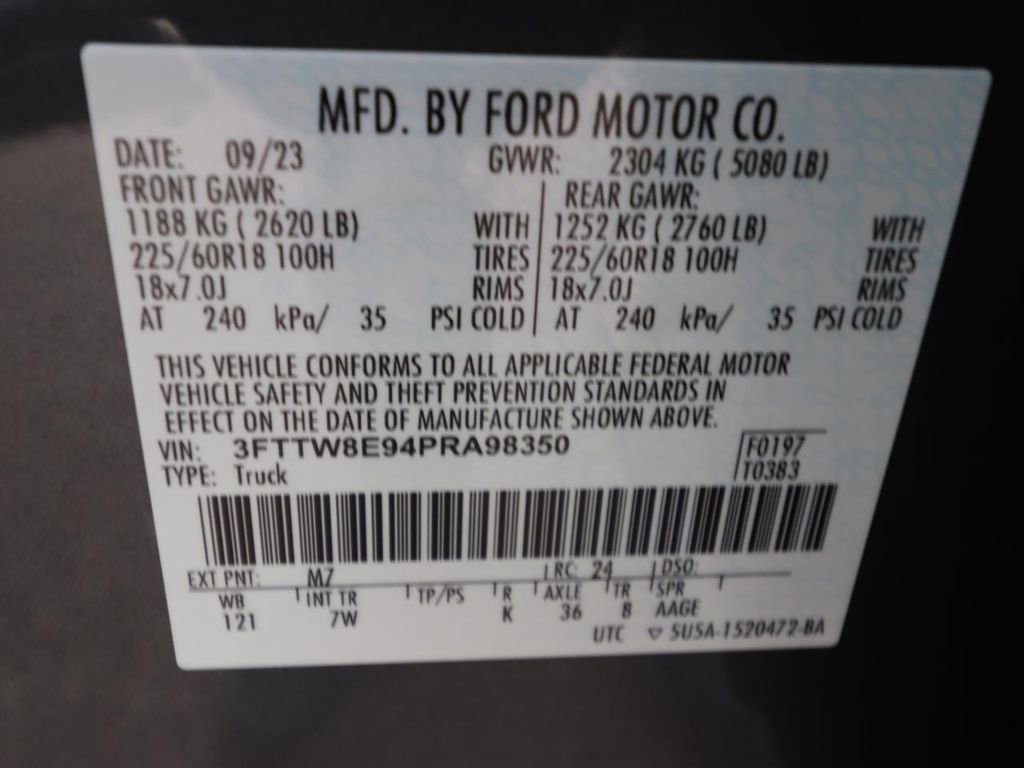 MFD. BY FORD MOTOR CO.
DATE: 09/23 GVWR: 2304 KG ( 5080 LB)
FRONT GAWR: REAR GAWR:
1188 KG ( 2620 LB) WITH 1252 KG ( 2760 LB) WITH
225/60R18 100H TIRES 225/60R18 100H TIRES
18x7.0J RIMS 18x7.0J RIMS
AT 240 kPa/ 35 PSI COLD AT 240 kPa/ 35 PSI COLD
THIS VEHICLE CONFORMS TO ALL APPLICABLE FEDERAL MOTOR
VEHICLE SAFETY AND THEFT PREVENTION STANDARDS IN
EFFECT ON THE DATE OF MANUFACTURE SHOWN ABOVE.
VIN: 3FTTW8E94PRA98350 F0197
TYPE: Truck T0383
EXT PNT: M7 RC: 24 DSO:
WB INT TR TP/PS R AXLE TR SPR
121 7W K 36 8 AAGE
UTC ▽ 5U5A-1520472-BA